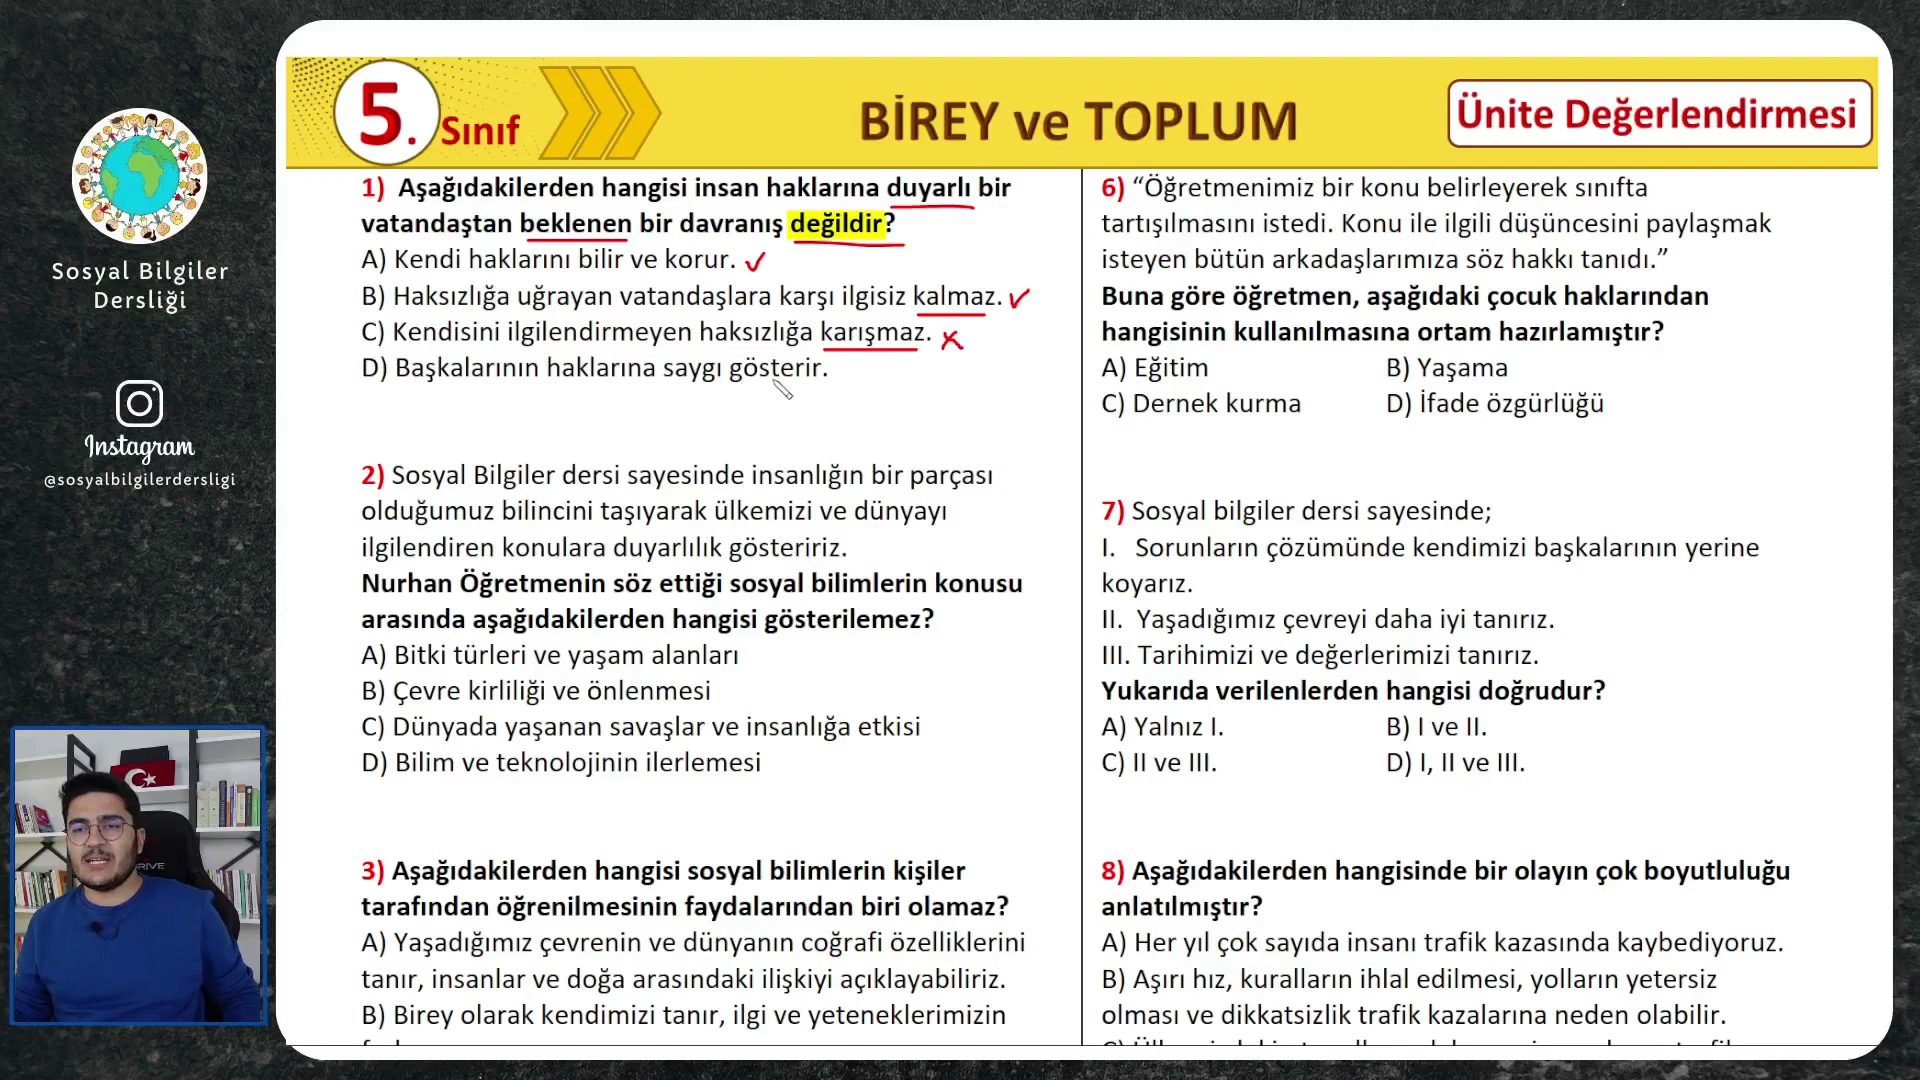 Sosyal Bilgiler
Dersliği
Instagram
@sosyalbilgilerdersligi
5. Sınıf
BİREY ve TOPLUM
Ünite Değerlendirmesi
1) Aşağıdakilerden hangisi insan haklarına duyarlı bir
vatandaştan beklenen bir davranış değildir?
A) Kendi haklarını bilir ve korur.
B) Haksızlığa uğrayan vatandaşlara karşı ilgisiz kalmaz.
C) Kendisini ilgilendirmeyen haksızlığa karışmaz.
D) Başkalarının haklarına saygı gösterir.
2) Sosyal Bilgiler dersi sayesinde insanlığın bir parçası
olduğumuz bilincini taşıyarak ülkemizi ve dünyayı
ilgilendiren konulara duyarlılık gösteririz.
Nurhan Öğretmenin söz ettiği sosyal bilimlerin konusu
arasında aşağıdakilerden hangisi gösterilemez?
A) Bitki türleri ve yaşam alanları
B) Çevre kirliliği ve önlenmesi
C) Dünyada yaşanan savaşlar ve insanlığa etkisi
D) Bilim ve teknolojinin ilerlemesi
3) Aşağıdakilerden hangisi sosyal bilimlerin kişiler
tarafından öğrenilmesinin faydalarından biri olamaz?
A) Yaşadığımız çevrenin ve dünyanın coğrafi özelliklerini
tanır, insanlar ve doğa arasındaki ilişkiyi açıklayabiliriz.
B) Birey olarak kendimizi tanır, ilgi ve yeteneklerimizin
6) “Öğretmenimiz bir konu belirleyerek sınıfta
tartışılmasını istedi. Konu ile ilgili düşüncesini paylaşmak
isteyen bütün arkadaşlarımıza söz hakkı tanıdı.”
Buna göre öğretmen, aşağıdaki çocuk haklarından
hangisinin kullanılmasına ortam hazırlamıştır?
A) Eğitim B) Yaşama
C) Dernek kurma D) İfade özgürlüğü
7) Sosyal bilgiler dersi sayesinde;
I. Sorunların çözümünde kendimizi başkalarının yerine
koyarız.
II. Yaşadığımız çevreyi daha iyi tanırız.
III. Tarihimizi ve değerlerimizi tanırız.
Yukarıda verilenlerden hangisi doğrudur?
A) Yalnız I. B) I ve II.
C) II ve III. D) I, II ve III.
8) Aşağıdakilerden hangisinde bir olayın çok boyutluluğu
anlatılmıştır?
A) Her yıl çok sayıda insanı trafik kazasında kaybediyoruz.
B) Aşırı hız, kuralların ihlal edilmesi, yolların yetersiz
olması ve dikkatsizlik trafik kazalarına neden olabilir.